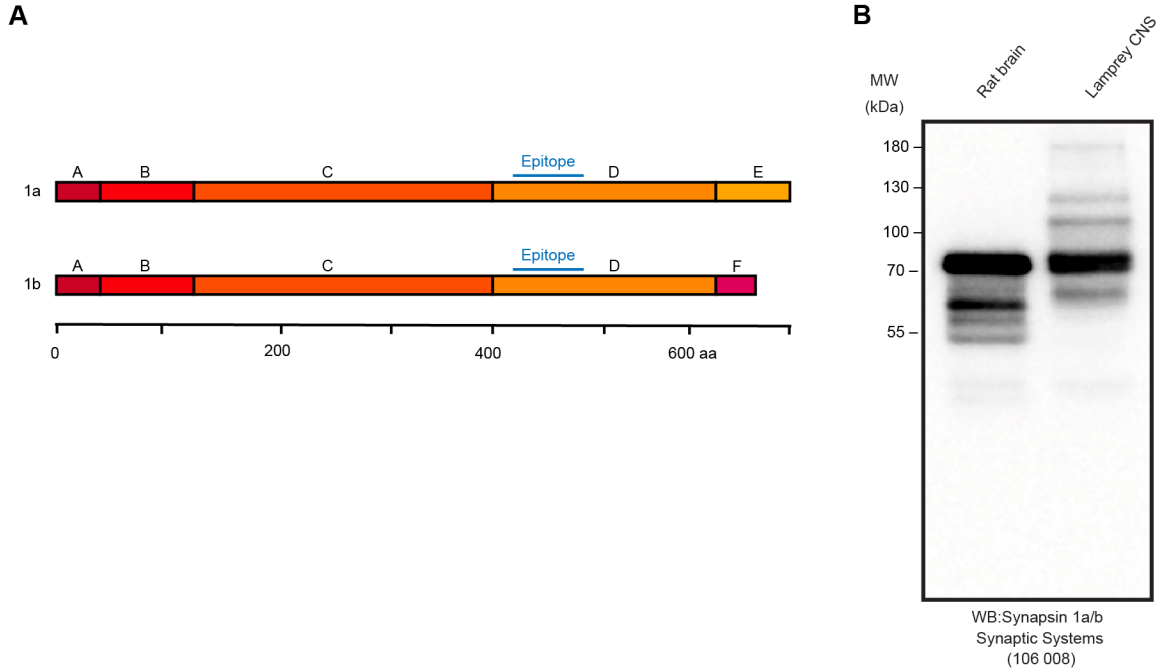 A
Epitope
A B C D E
1a
Epitope
A B C D F
1b
0 200 400 600 aa
B
Rat brain
Lamprey CNS
MW
(kDa)
180
130
100
70
55
WB:Synapsin 1a/b
Synaptic Systems
(106 008)